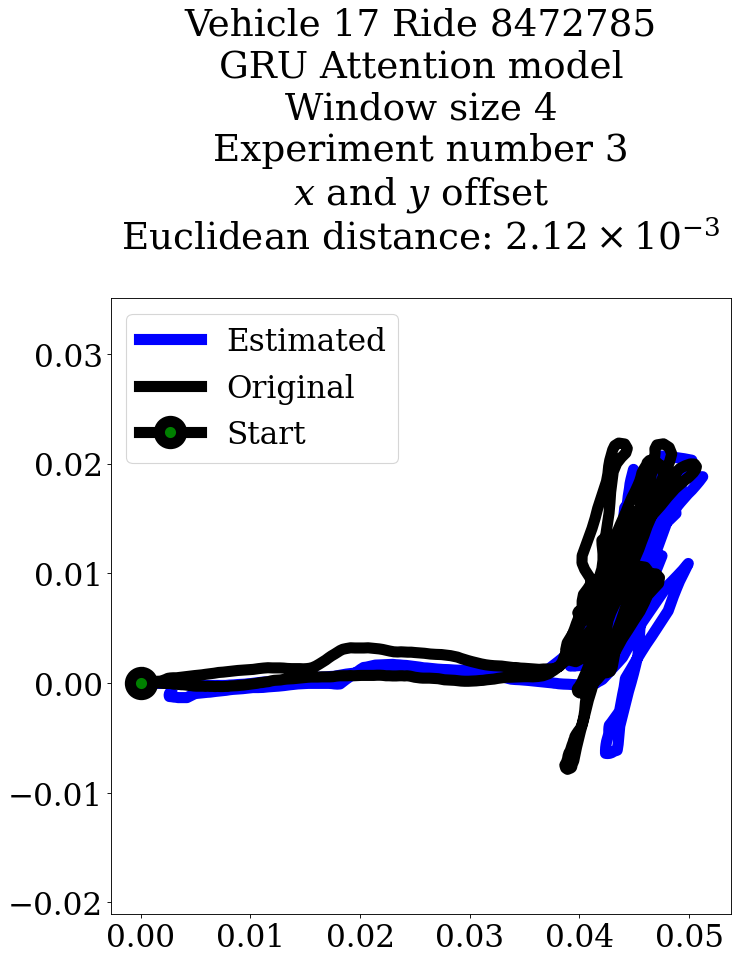 Vehicle 17 Ride 8472785
GRU Attention model
Window size 4
Experiment number 3
x and y offset
Euclidean distance: 2.12 × 10⁻³
Estimated
Original
Start
0.03
0.02
0.01
0.00
−0.01
−0.02
0.00 0.01 0.02 0.03 0.04 0.05